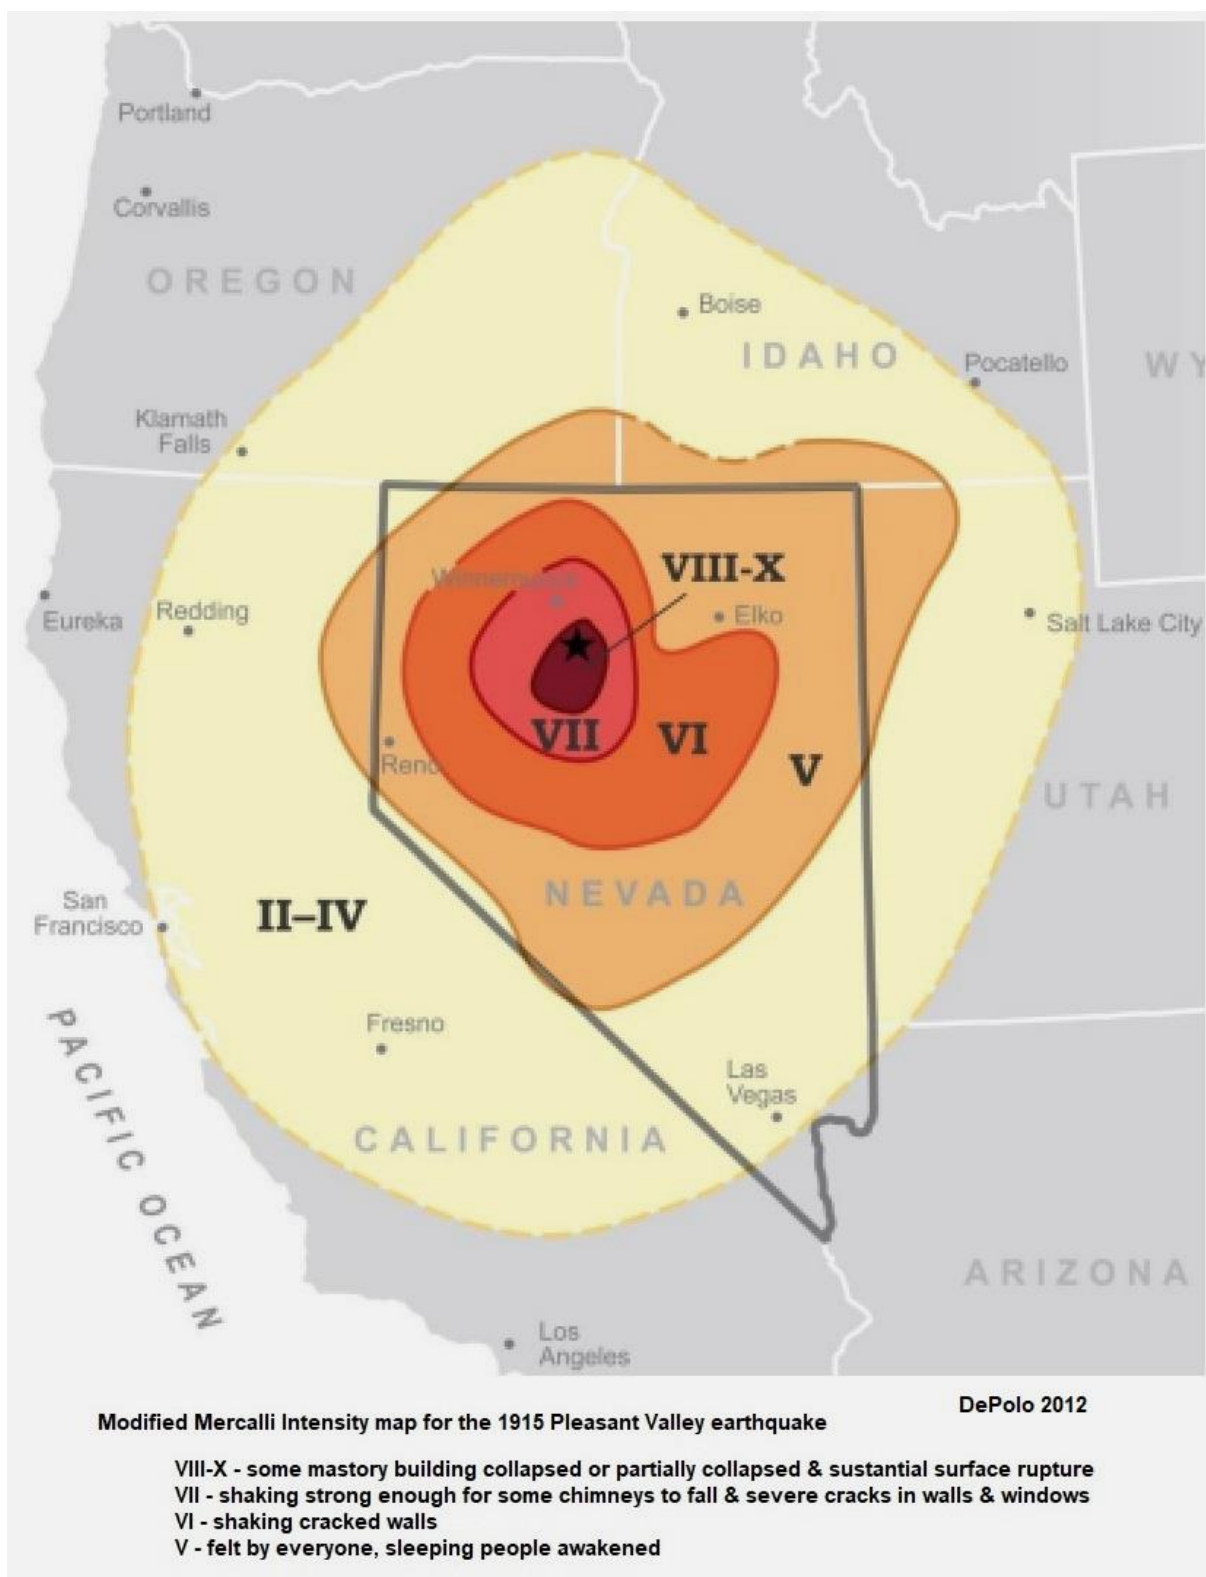 Portland
Corvallis
OREGON
Boise
IDAHO
Pocatello
WY
Klamath
Falls
VIII-X
Winnemucca
Elko
Eureka
Redding
Salt Lake City
VII
VI
V
Reno
UTAH
NEVADA
San
Francisco
II–IV
Fresno
Las
Vegas
PACIFIC OCEAN
CALIFORNIA
ARIZONA
Los
Angeles
DePolo 2012
Modified Mercalli Intensity map for the 1915 Pleasant Valley earthquake
VIII-X - some mastory building collapsed or partially collapsed & sustantial surface rupture
VII - shaking strong enough for some chimneys to fall & severe cracks in walls & windows
VI - shaking cracked walls
V - felt by everyone, sleeping people awakened